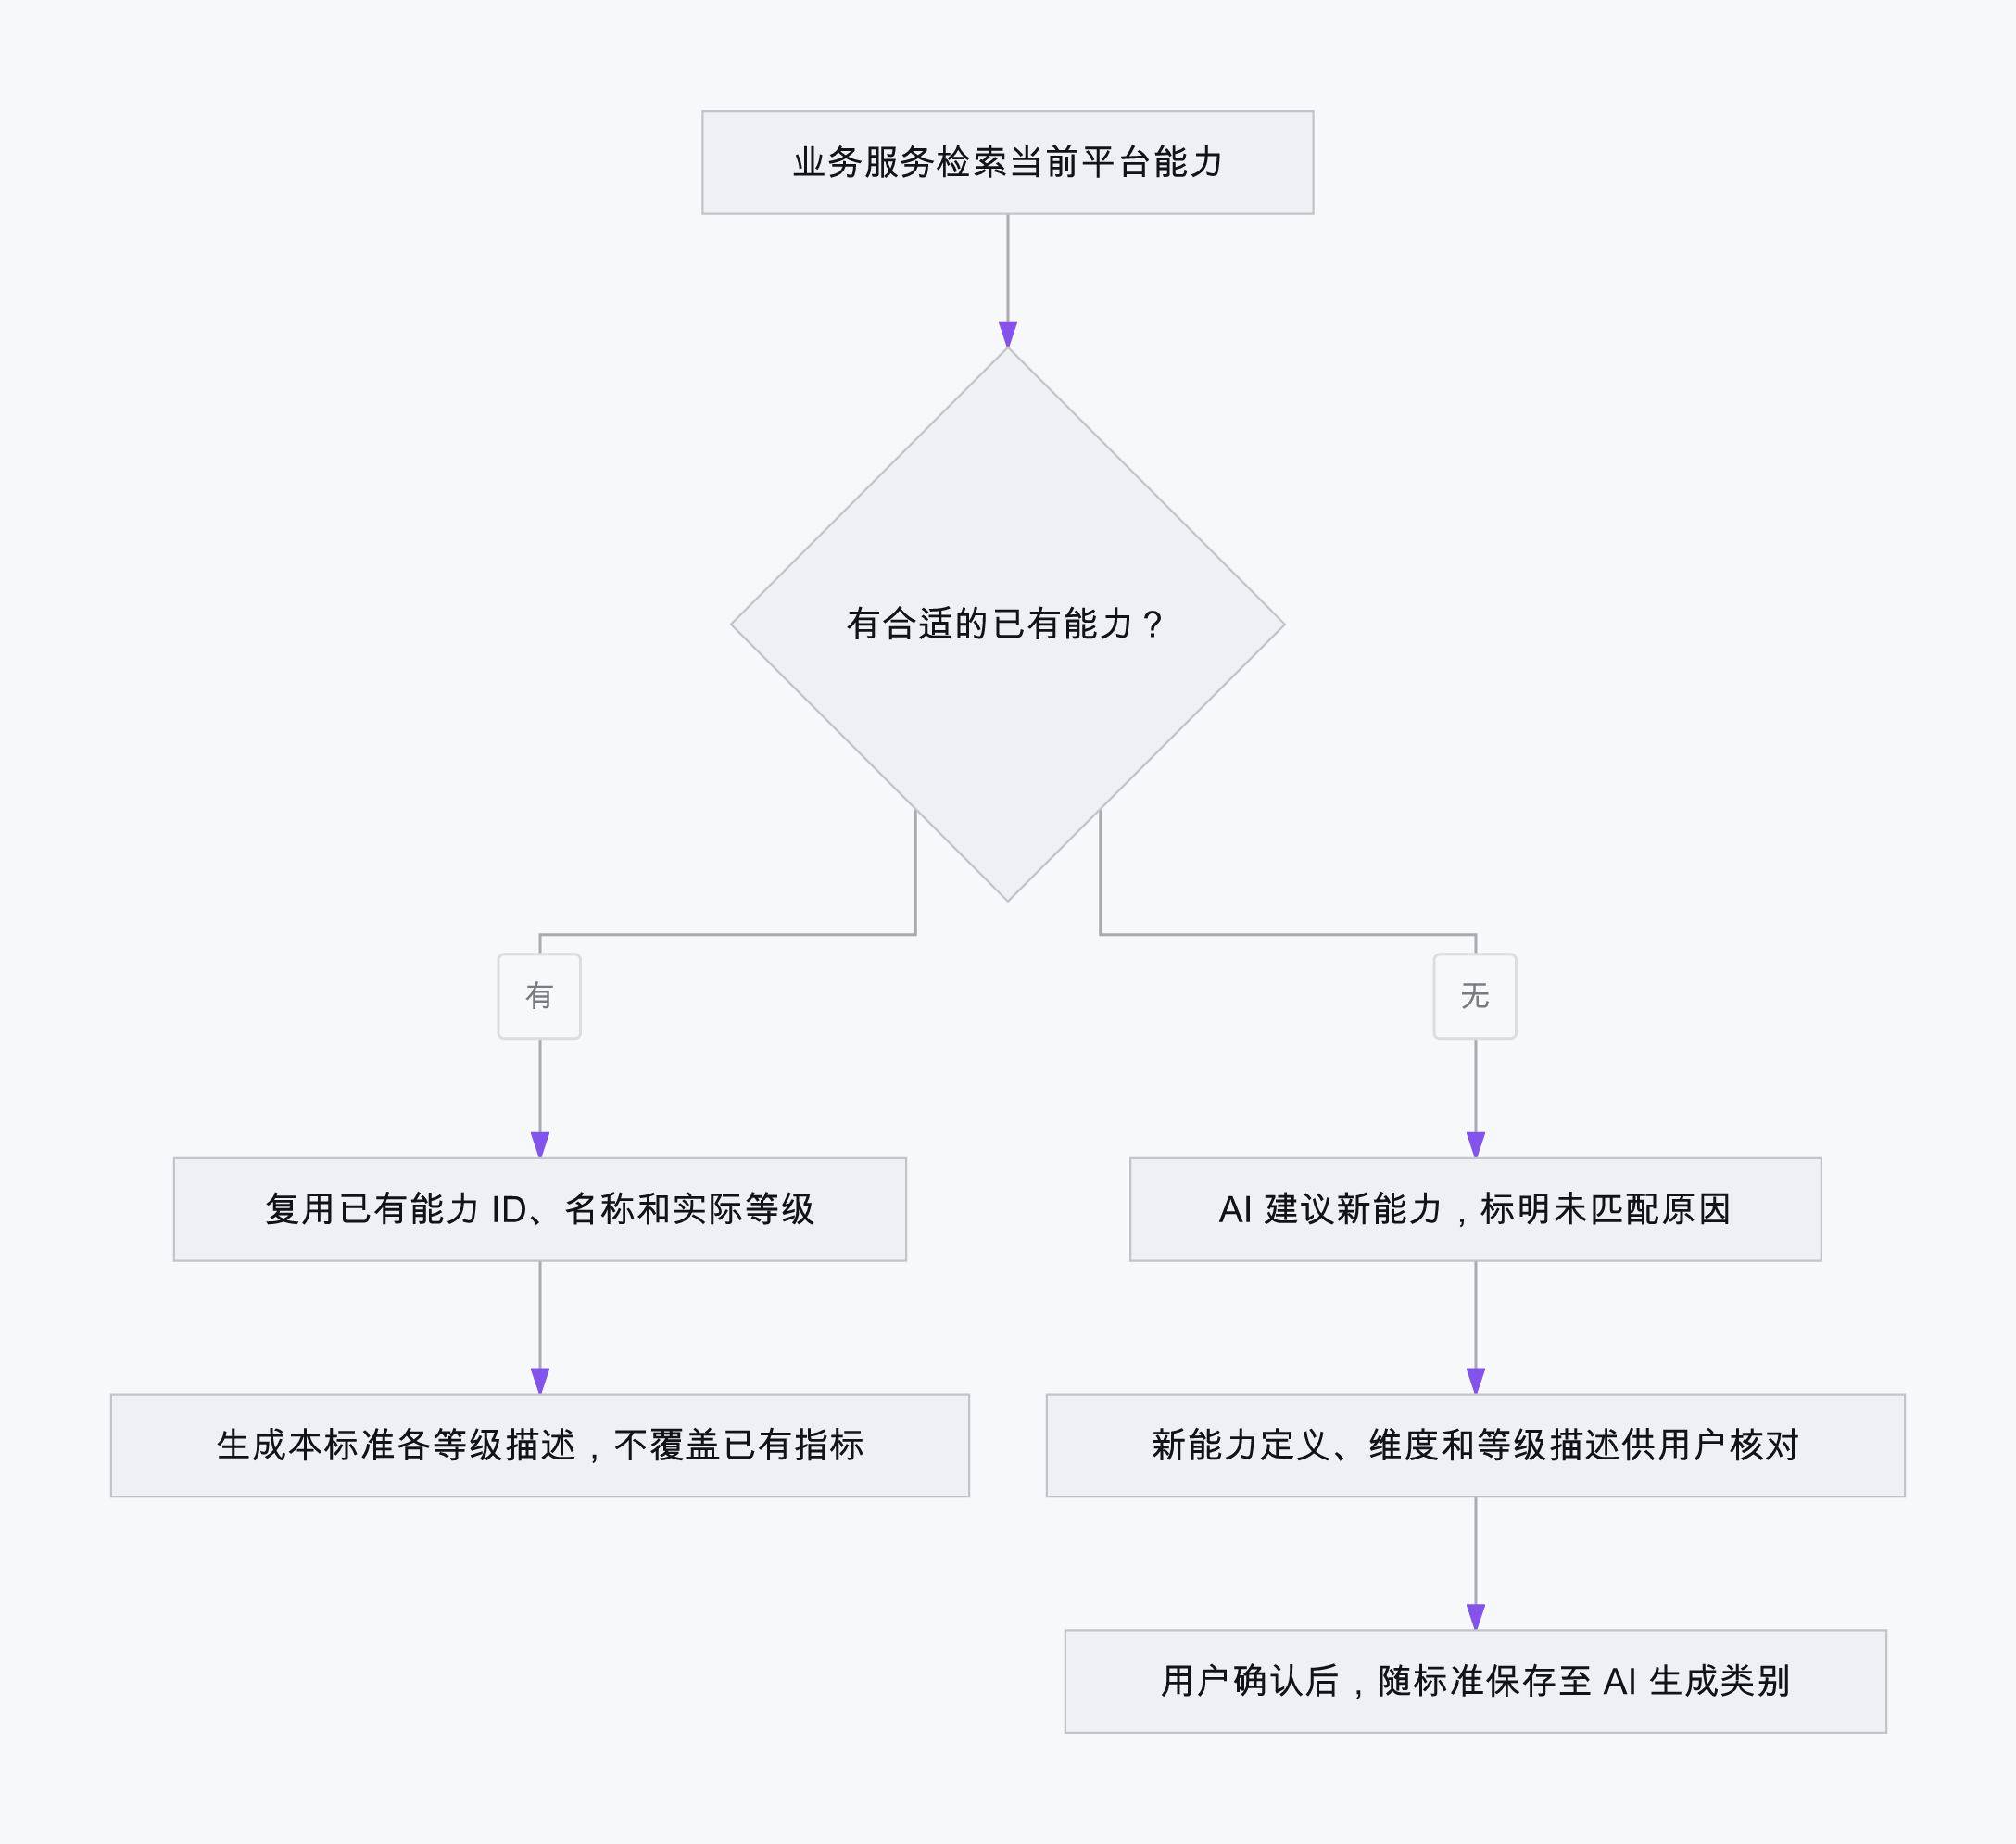 业务服务检索当前平台能力
有合适的已有能力？
有
无
复用已有能力 ID、名称和实际等级
AI 建议新能力，标明未匹配原因
生成本标准各等级描述，不覆盖已有指标
新能力定义、维度和等级描述供用户核对
用户确认后，随标准保存至 AI 生成类别